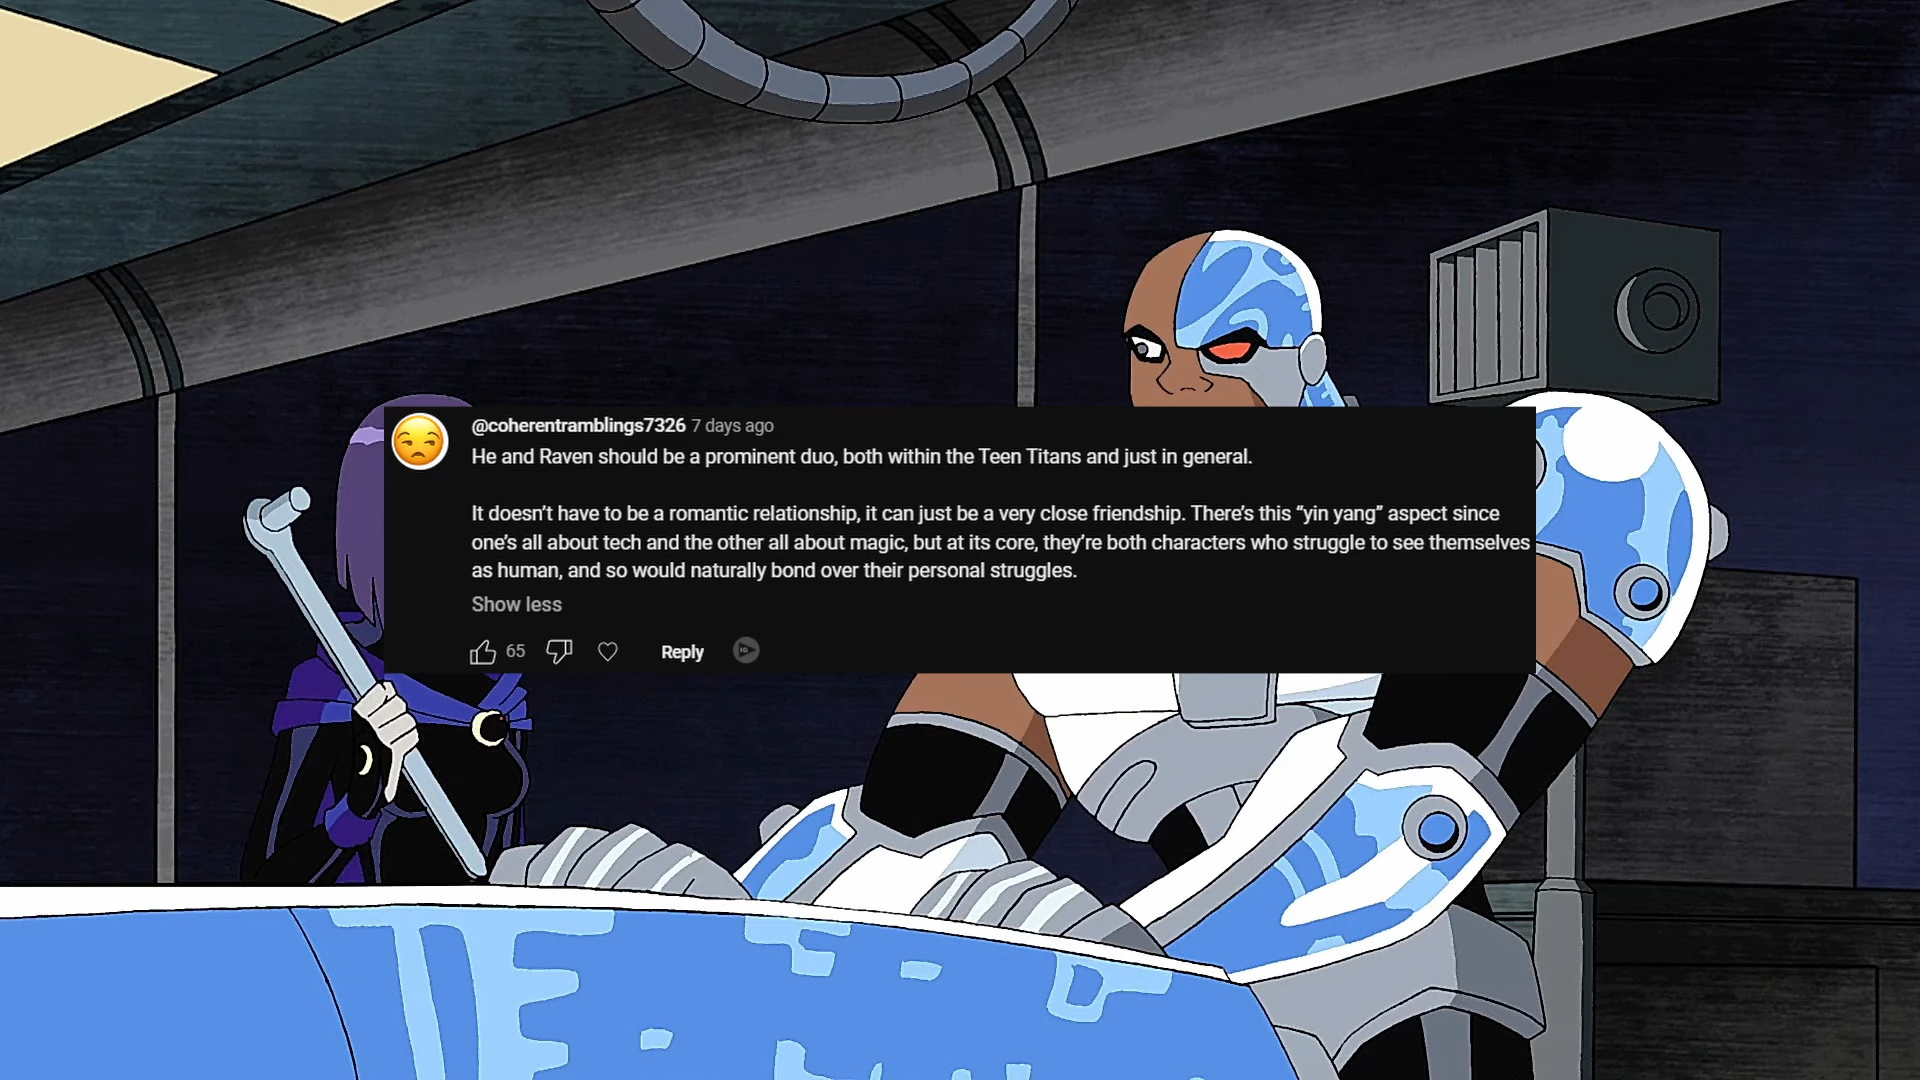 @coherentramblings7326 7 days ago
He and Raven should be a prominent duo, both within the Teen Titans and just in general.
It doesn’t have to be a romantic relationship, it can just be a very close friendship. There’s this “yin yang” aspect since
one’s all about tech and the other all about magic, but at its core, they’re both characters who struggle to see themselves
as human, and so would naturally bond over their personal struggles.
Show less
65 Reply